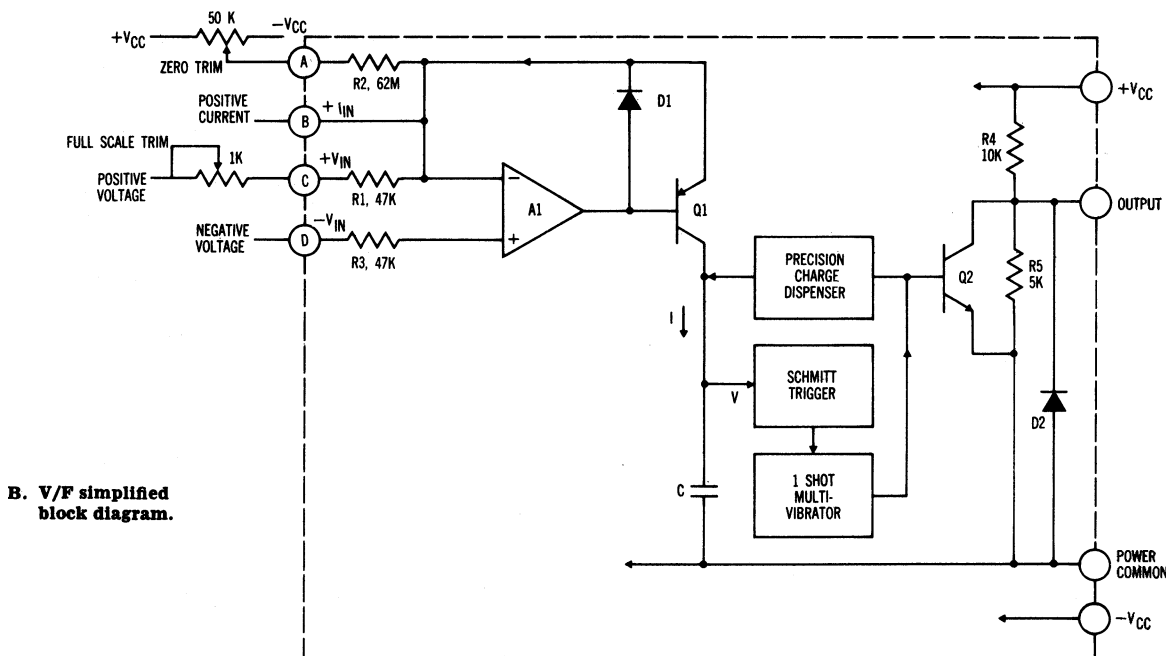 50 K
+VCC
−VCC
ZERO TRIM
A
R2, 62M
D1
+VCC
POSITIVE
CURRENT
B
+ IIN
R4
10K
FULL SCALE TRIM
1K
+VIN
POSITIVE
VOLTAGE
C
R1, 47K
−
A1
Q1
OUTPUT
−VIN
NEGATIVE
VOLTAGE
D
+
R3, 47K
PRECISION
CHARGE
DISPENSER
Q2
R5
5K
I
SCHMITT
TRIGGER
V
D2
B. V/F simplified
block diagram.
C
1 SHOT
MULTI-
VIBRATOR
POWER
COMMON
−VCC